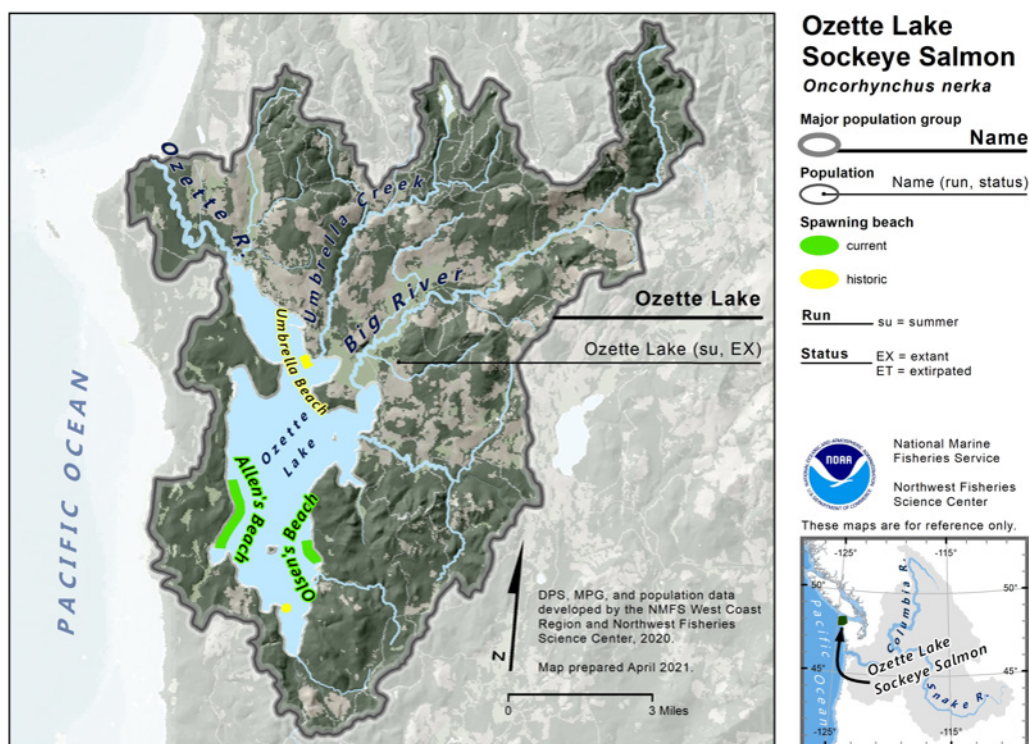 Ozette R.
Umbrella Creek
Big River
Umbrella Beach
Ozette
Lake
Allen's Beach
Olsen's Beach
PACIFIC OCEAN
Ozette Lake
Ozette Lake (su, EX)
DPS, MPG, and population data
developed by the NMFS West Coast
Region and Northwest Fisheries
Science Center, 2020.
Map prepared April 2021.
N
0 3 Miles
Ozette Lake
Sockeye Salmon
Oncorhynchus nerka
Major population group
Name
Population
Name (run, status)
Spawning beach
current
historic
Run
su = summer
Status
EX = extant
ET = extirpated
NOAA
National Marine
Fisheries Service
Northwest Fisheries
Science Center
These maps are for reference only.
-125° -115°
50° 50°
Columbia R.
Pacific Ocean
Ozette Lake
Sockeye Salmon
Snake R.
45° 45°
-125° -115°